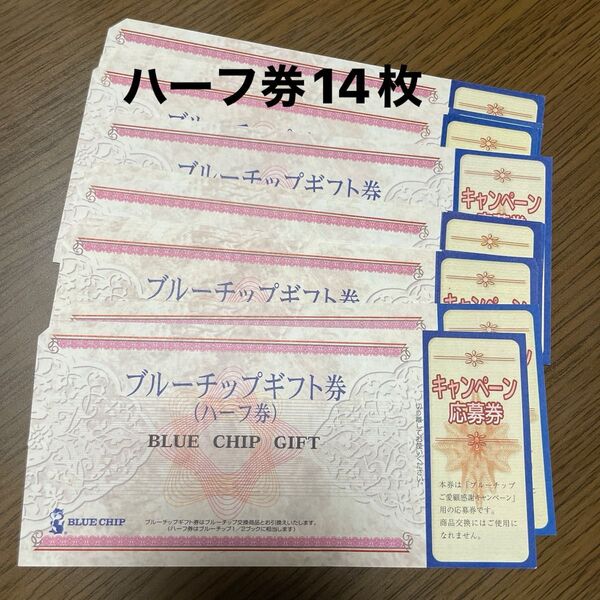 ハーフ券14枚
ブルーチップギフト券
キャンペーン
応募券
ブルーチップギフト券
キャンペーン
ブルーチップギフト券
(ハーフ券)
BLUE CHIP GIFT
BLUE CHIP
ブルーチップギフト券はブルーチップ交換商品とお引換えいたします。
(ハーフ券はブルーチップ1/2ブックに相当します)
キャンペーン
応募券
本券は「ブルーチップ
ご愛顧感謝キャンペーン」
用の応募券です。
商品交換にはご使用に
なれません。